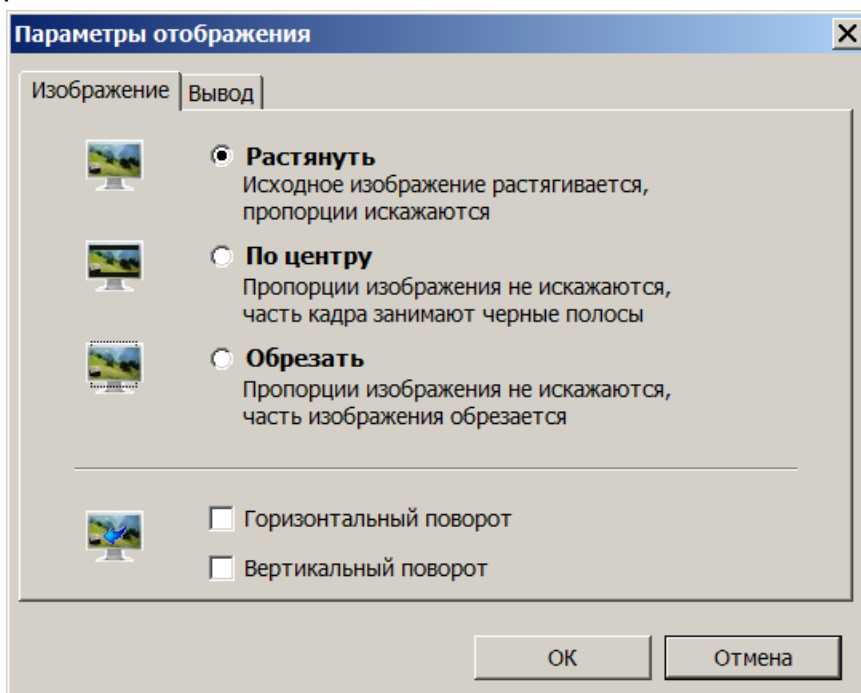 Параметры отображения
Изображение Вывод
Растянуть
Исходное изображение растягивается,
пропорции искажаются
По центру
Пропорции изображения не искажаются,
часть кадра занимают черные полосы
Обрезать
Пропорции изображения не искажаются,
часть изображения обрезается
Горизонтальный поворот
Вертикальный поворот
ОК Отмена